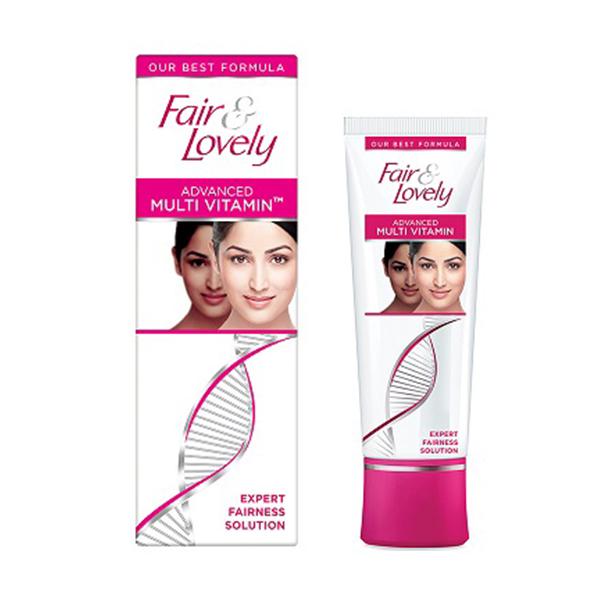 OUR BEST FORMULA
Fair &
Lovely
ADVANCED
MULTI VITAMIN™
EXPERT
FAIRNESS
SOLUTION
OUR BEST FORMULA
Fair &
Lovely
ADVANCED
MULTI VITAMIN
EXPERT
FAIRNESS
SOLUTION